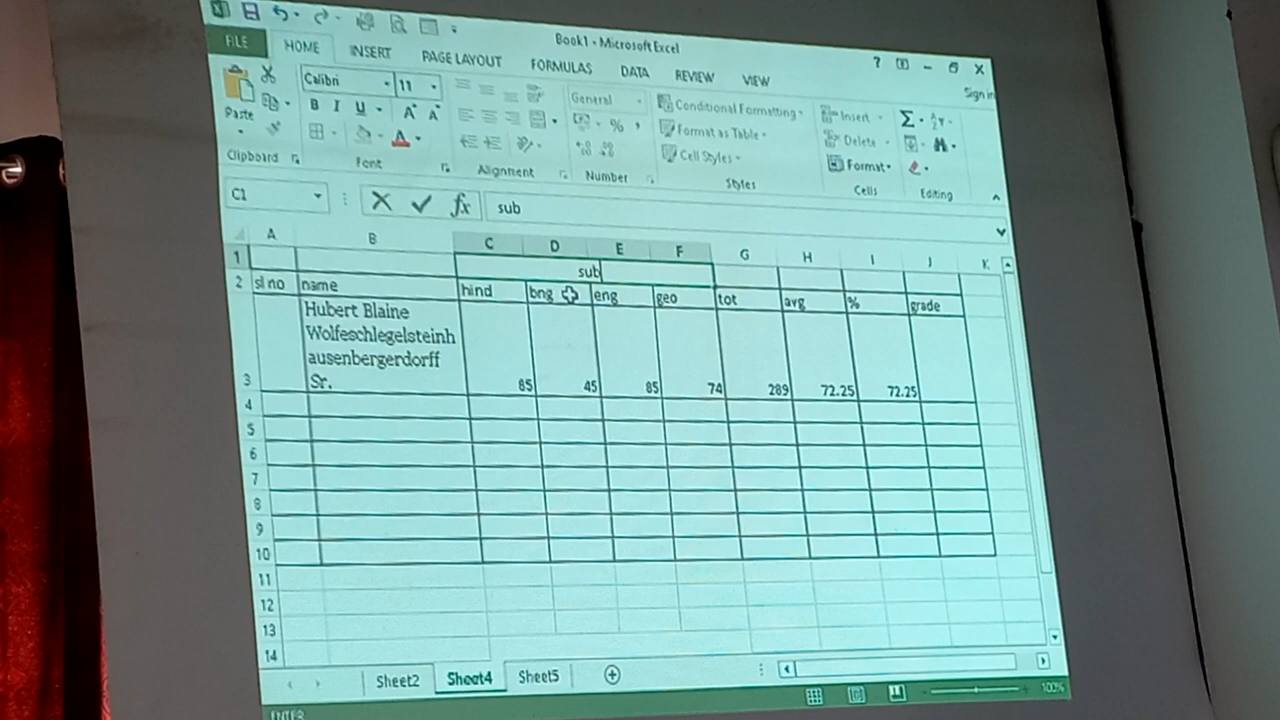 Book1 - Microsoft Excel
FILE HOME INSERT PAGE LAYOUT FORMULAS DATA REVIEW VIEW
Sign in
Paste
Calibri 11
B I U A A
A
General
% ,
Conditional Formatting
Format as Table
Cell Styles
Insert
Delete
Format
Clipboard Font Alignment Number Styles Cells Editing
C1 fx sub
A B C D E F G H I J K
1 sub
2 sl no name hind bng eng geo tot avg % grade
Hubert Blaine
Wolfeschlegelsteinh
ausenbergerdorff
3 Sr. 85 45 85 74 289 72.25 72.25
4
5
6
7
8
9
10
11
12
13
14
Sheet2 Sheet4 Sheet5
ENTER 100%